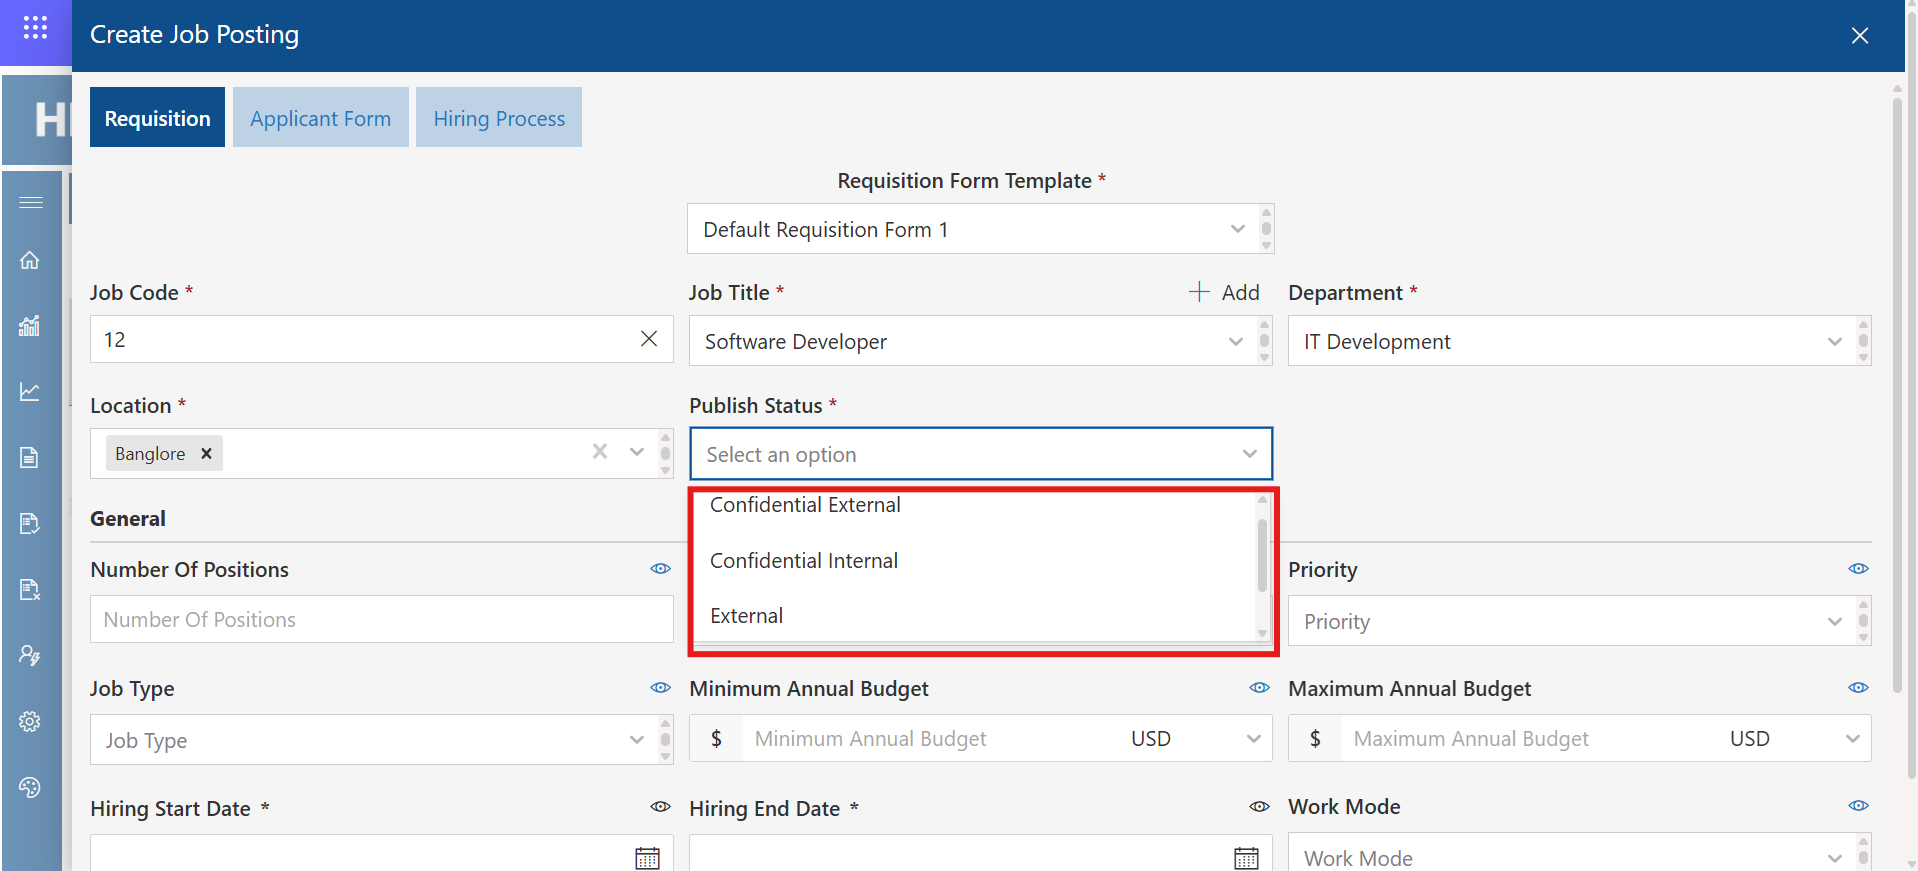 Create Job Posting
Requisition
Applicant Form
Hiring Process
Requisition Form Template *
Default Requisition Form 1
Job Code *
Job Title *
Add
Department *
12
Software Developer
IT Development
Location *
Publish Status *
Banglore
Select an option
Confidential External
Confidential Internal
External
General
Number Of Positions
Priority
Number Of Positions
Priority
Job Type
Minimum Annual Budget
Maximum Annual Budget
Job Type
$ Minimum Annual Budget USD
$ Maximum Annual Budget USD
Hiring Start Date *
Hiring End Date *
Work Mode
Work Mode